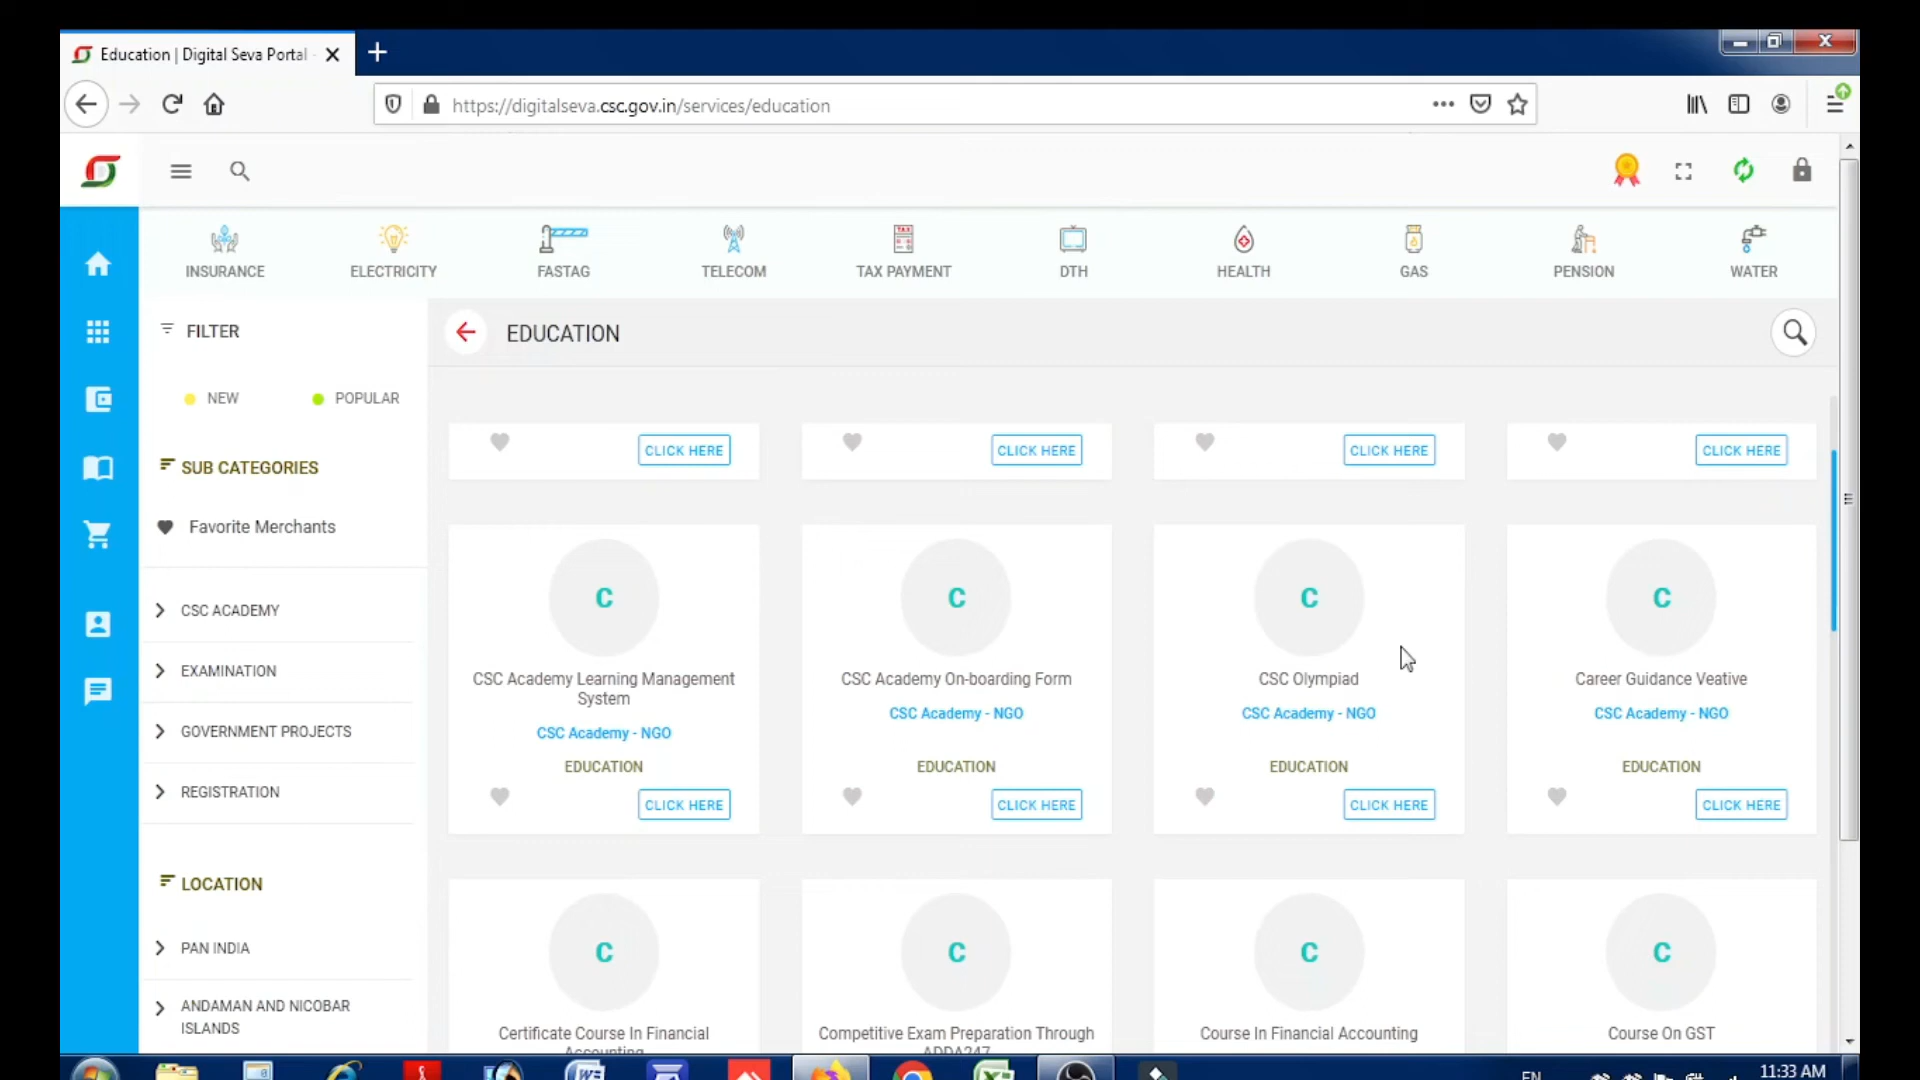 Education | Digital Seva Portal -
https://digitalseva.csc.gov.in/services/education
INSURANCE
ELECTRICITY
FASTAG
TELECOM
TAX PAYMENT
DTH
HEALTH
GAS
PENSION
WATER
FILTER
NEW
POPULAR
SUB CATEGORIES
Favorite Merchants
CSC ACADEMY
EXAMINATION
GOVERNMENT PROJECTS
REGISTRATION
LOCATION
PAN INDIA
ANDAMAN AND NICOBAR
ISLANDS
EDUCATION
CLICK HERE
CLICK HERE
CLICK HERE
CLICK HERE
C
CSC Academy Learning Management
System
CSC Academy - NGO
EDUCATION
CLICK HERE
C
CSC Academy On-boarding Form
CSC Academy - NGO
EDUCATION
CLICK HERE
C
CSC Olympiad
CSC Academy - NGO
EDUCATION
CLICK HERE
C
Career Guidance Veative
CSC Academy - NGO
EDUCATION
CLICK HERE
C
Certificate Course In Financial
Accounting
C
Competitive Exam Preparation Through
ADDA247
C
Course In Financial Accounting
C
Course On GST
EN
11:33 AM